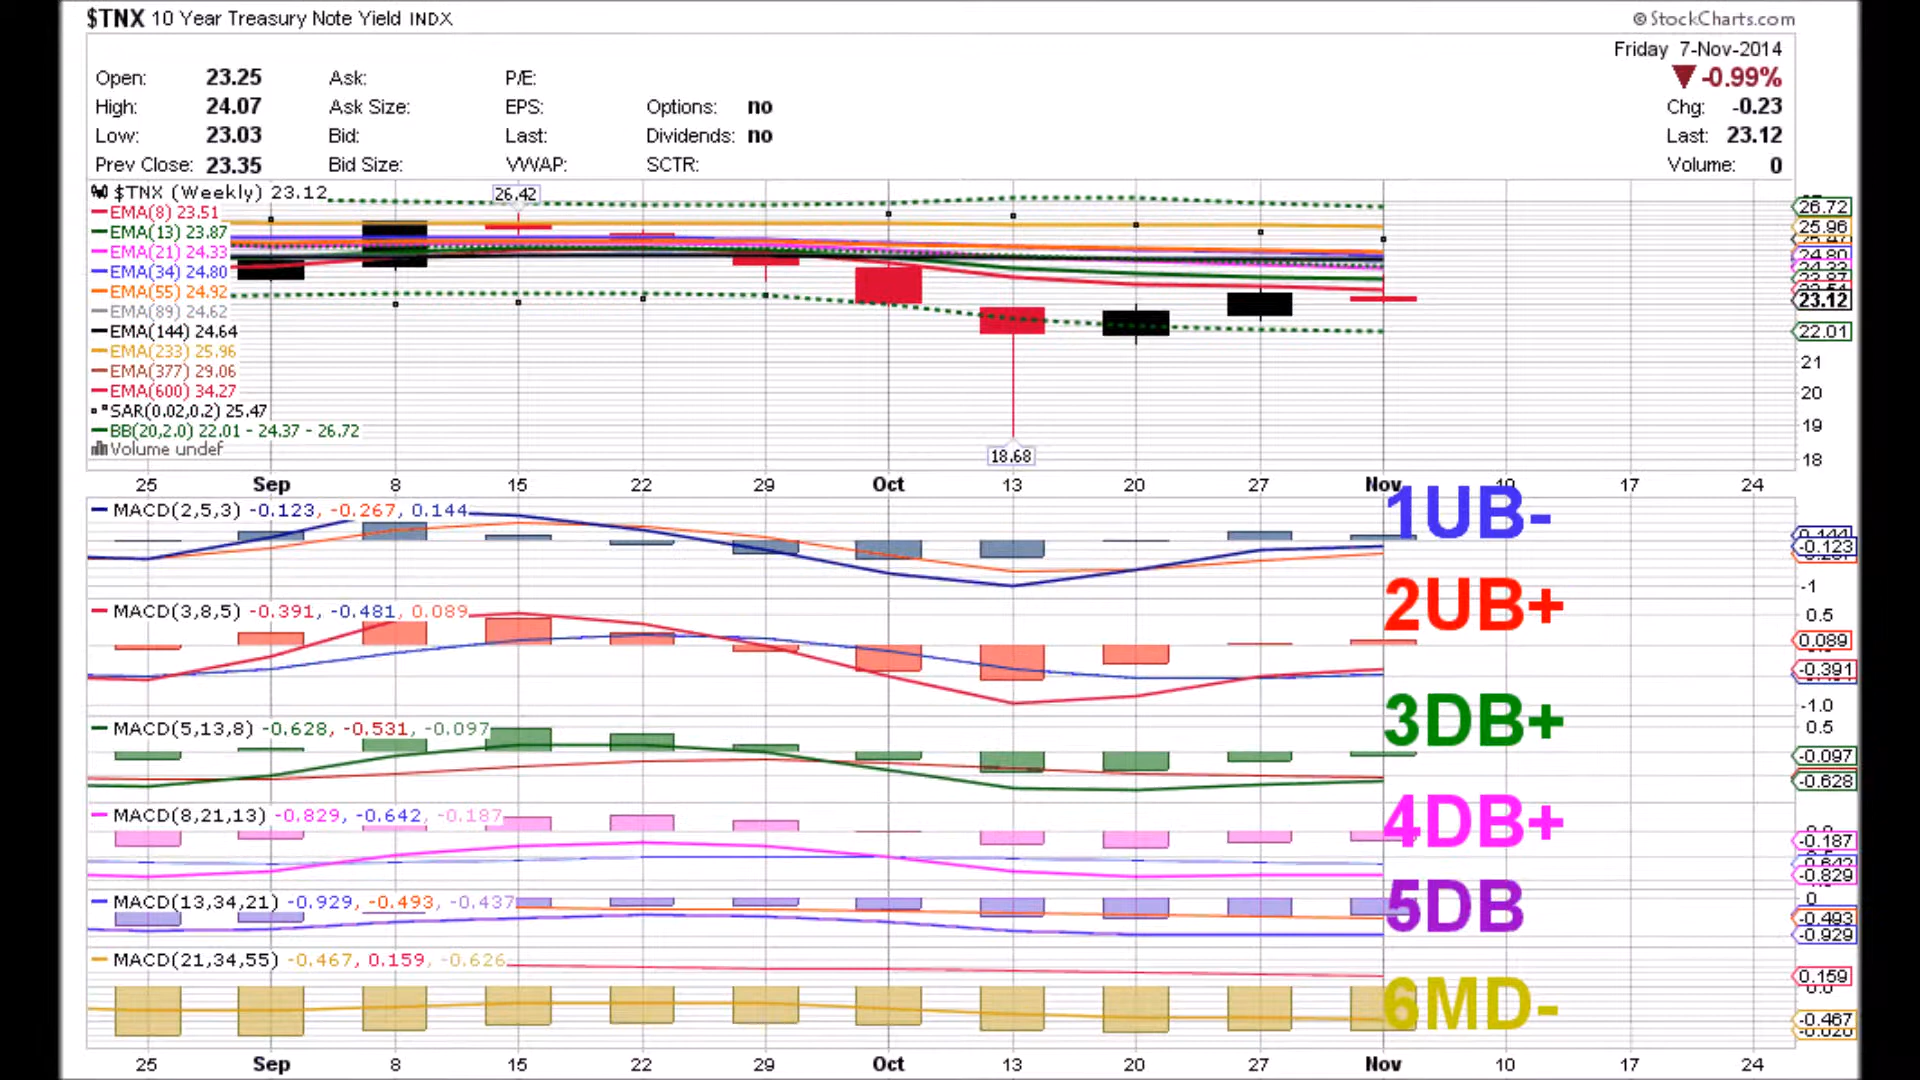 $TNX 10 Year Treasury Note Yield INDX
© StockCharts.com
Friday 7-Nov-2014
Open: 23.25 Ask: P/E: ▼ -0.99%
High: 24.07 Ask Size: EPS: Options: no Chg: -0.23
Low: 23.03 Bid: Last: Dividends: no Last: 23.12
Prev Close: 23.35 Bid Size: VWAP: SCTR: Volume: 0
$TNX (Weekly) 23.12
26.42
EMA(8) 23.51
EMA(13) 23.87
EMA(21) 24.33
EMA(34) 24.80
EMA(55) 24.92
EMA(89) 24.62
EMA(144) 24.64
EMA(233) 25.96
EMA(377) 29.06
EMA(600) 34.27
SAR(0.02,0.2) 25.47
BB(20,2.0) 22.01 - 24.37 - 26.72
Volume undef
18.68
26.72
25.96
24.80
23.12
22.01
21
20
19
18
25 Sep 8 15 22 29 Oct 13 20 27 Nov 10 17 24
MACD(2,5,3) -0.123, -0.267, 0.144
1UB-
-0.123
-1
MACD(3,8,5) -0.391, -0.481, 0.089
2UB+
0.5
0.089
-0.391
-1.0
MACD(5,13,8) -0.628, -0.531, -0.097
3DB+
0.5
-0.097
-0.628
MACD(8,21,13) -0.829, -0.642, -0.187
4DB+
-0.187
-0.642
-0.829
MACD(13,34,21) -0.929, -0.493, -0.437
5DB
0
-0.493
-0.929
MACD(21,34,55) -0.467, 0.159, -0.626
6MD-
0.159
0.0
-0.467
25 Sep 8 15 22 29 Oct 13 20 27 Nov 10 17 24